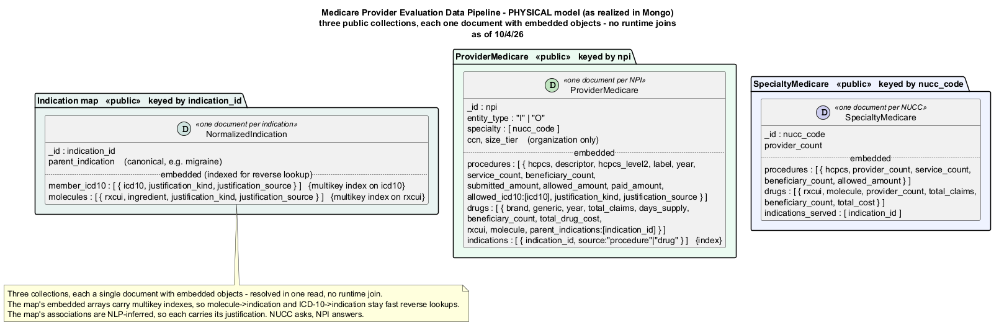 Medicare Provider Evaluation Data Pipeline - PHYSICAL model (as realized in Mongo)
three public collections, each one document with embedded objects - no runtime joins
as of 10/4/26
Indication map «public» keyed by indication_id
D «one document per indication»
NormalizedIndication
_id : indication_id
parent_indication (canonical, e.g. migraine)
embedded (indexed for reverse lookup)
member_icd10 : [ { icd10, justification_kind, justification_source } ] {multikey index on icd10}
molecules : [ { rxcui, ingredient, justification_kind, justification_source } ] {multikey index on rxcui}
ProviderMedicare «public» keyed by npi
D «one document per NPI»
ProviderMedicare
_id : npi
entity_type : "I" | "O"
specialty : [ nucc_code ]
ccn, size_tier (organization only)
embedded
procedures : [ { hcpcs, descriptor, hcpcs_level2, label, year,
service_count, beneficiary_count,
submitted_amount, allowed_amount, paid_amount,
allowed_icd10:[icd10], justification_kind, justification_source } ]
drugs : [ { brand, generic, year, total_claims, days_supply,
beneficiary_count, total_drug_cost,
rxcui, molecule, parent_indications:[indication_id] } ]
indications : [ { indication_id, source:"procedure"|"drug" } ] {index}
SpecialtyMedicare «public» keyed by nucc_code
D «one document per NUCC»
SpecialtyMedicare
_id : nucc_code
provider_count
embedded
procedures : [ { hcpcs, provider_count, service_count,
beneficiary_count, allowed_amount } ]
drugs : [ { rxcui, molecule, provider_count, total_claims,
beneficiary_count, total_cost } ]
indications_served : [ indication_id ]
Three collections, each a single document with embedded objects - resolved in one read, no runtime join.
The map's embedded arrays carry multikey indexes, so molecule->indication and ICD-10->indication stay fast reverse lookups.
The map's associations are NLP-inferred, so each carries its justification. NUCC asks, NPI answers.